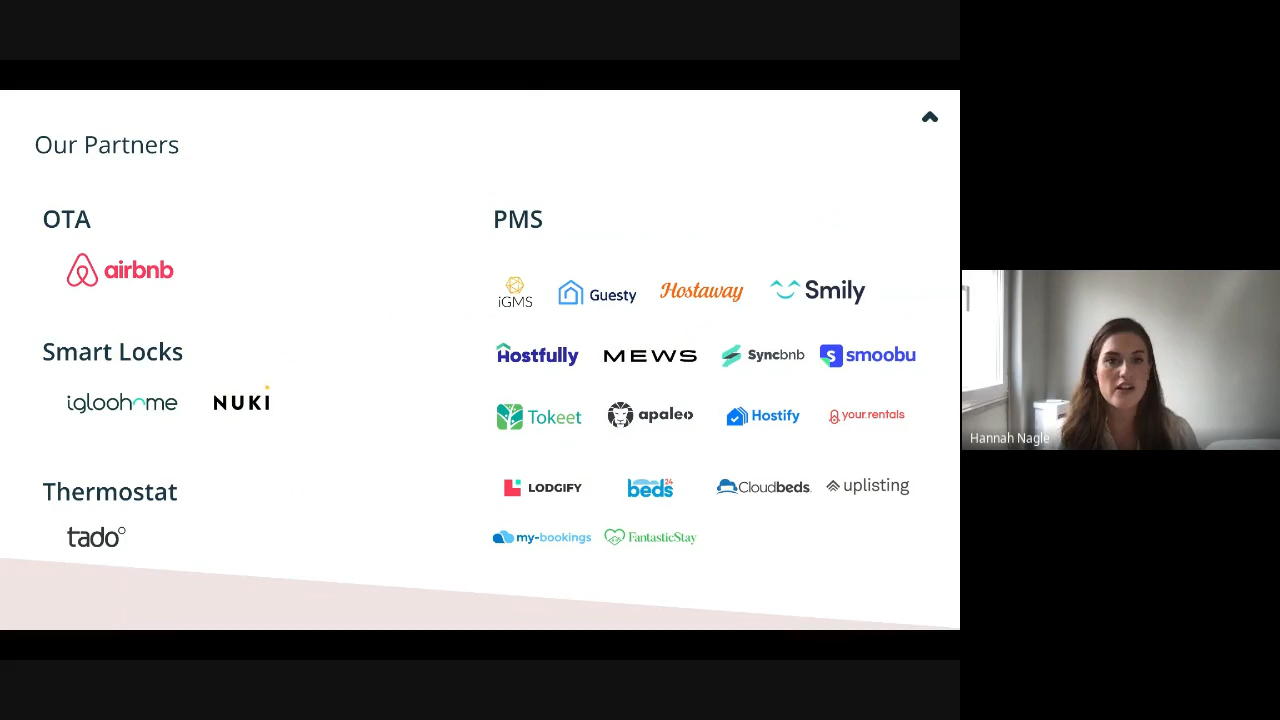 Our Partners
OTA
airbnb
Smart Locks
igloohome NUKI
Thermostat
tado°
PMS
iGMS Guesty Hostaway Smily
Hostfully MEWS Syncbnb smoobu
Tokeet apaleo Hostify your.rentals
LODGIFY beds24 Cloudbeds. uplisting
my-bookings FantasticStay
Hannah Nagle